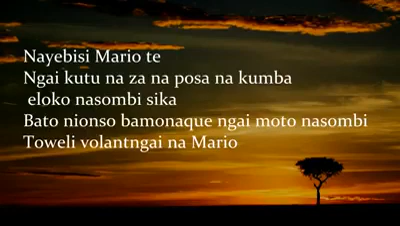 Nayebisi Mario te
Ngai kutu na za na posa na kumba
eloko nasombi sika
Bato nionso bamonaque ngai moto nasombi
Toweli volantngai na Mario